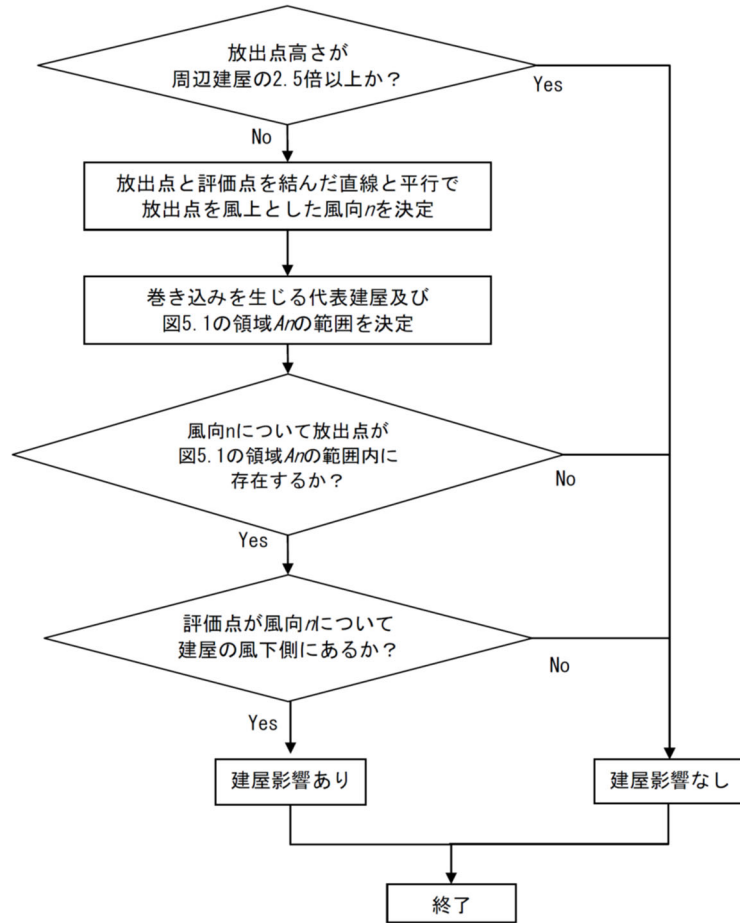 放出点高さが
周辺建屋の2.5倍以上か？
Yes
No
放出点と評価点を結んだ直線と平行で
放出点を風上とした風向nを決定
巻き込みを生じる代表建屋及び
図5.1の領域Anの範囲を決定
風向nについて放出点が
図5.1の領域Anの範囲内に
存在するか？
No
Yes
評価点が風向nについて
建屋の風下側にあるか？
No
Yes
建屋影響あり
建屋影響なし
終了